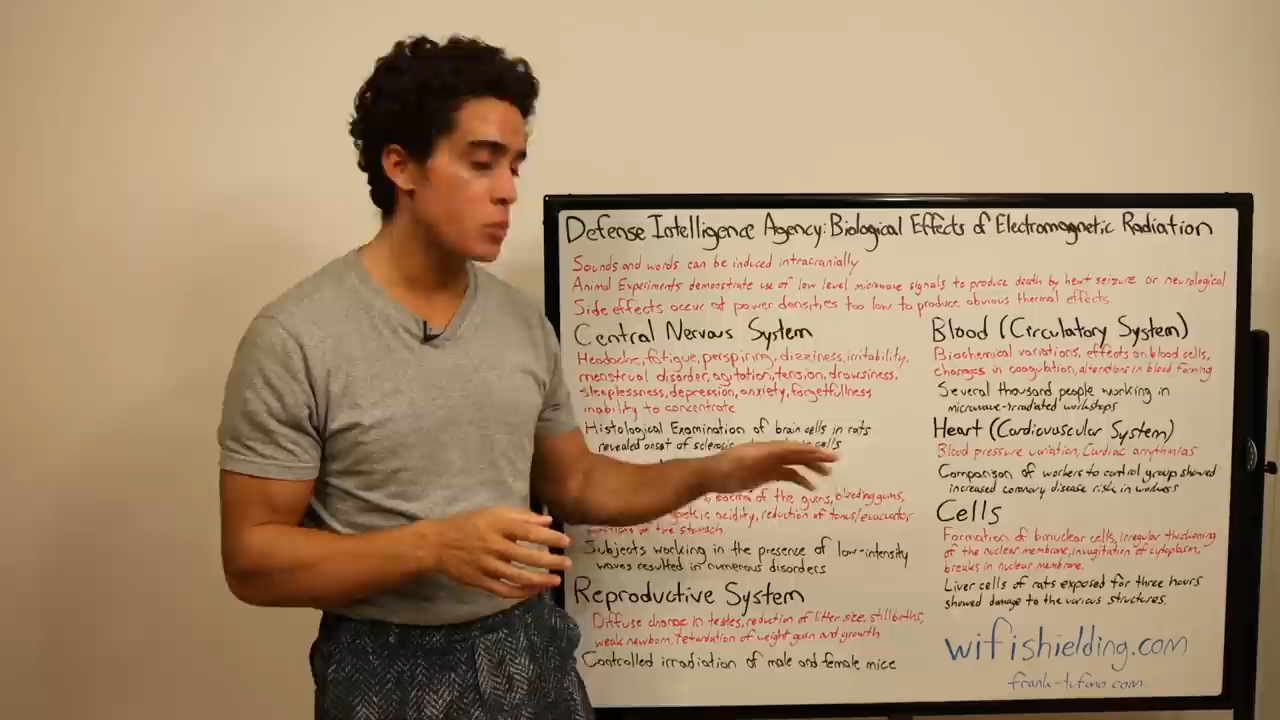 Defense Intelligence Agency: Biological Effects of Electromagnetic Radiation
Sounds and words can be induced intracranially
Animal Experiments demonstrate use of low level microwave signals to produce death by heart seizure or neurological
Side effects occur at power densities too low to produce obvious thermal effects
Central Nervous System
Headache, fatigue, perspiring, dizziness, irritability,
menstrual disorder, agitation, tension, drowsiness,
sleeplessness, depression, anxiety, forgetfullness
inability to concentrate
Histological Examination of brain cells in rats
revealed onset of sclerosis cells
of the gums, bleeding gums,
acidity, reduction of tonus/evacuator
functions of the stomach
Subjects working in the presence of low-intensity
waves resulted in numerous disorders
Reproductive System
Diffuse change in testes, reduction of litter size, stillbirths,
weak newborn, retardation of weight gain and growth
Controlled irradiation of male and female mice
Blood (Circulatory System)
Biochemical variations, effects on blood cells,
changes in coagulation, alterations in blood forming
Several thousand people working in
microwave-irradiated workshops
Heart (Cardiovascular System)
Blood pressure variation, Cardiac arrythmias
Comparison of workers to control group showed
increased coronary disease risk in workers
Cells
Formation of binuclear cells, irregular thickening
of the nuclear membrane, invagitation of cytoplasm,
breaks in nuclear membrane.
Liver cells of rats exposed for three hours
showed damage to the various structures.
wifishielding.com
frank-tufano.com